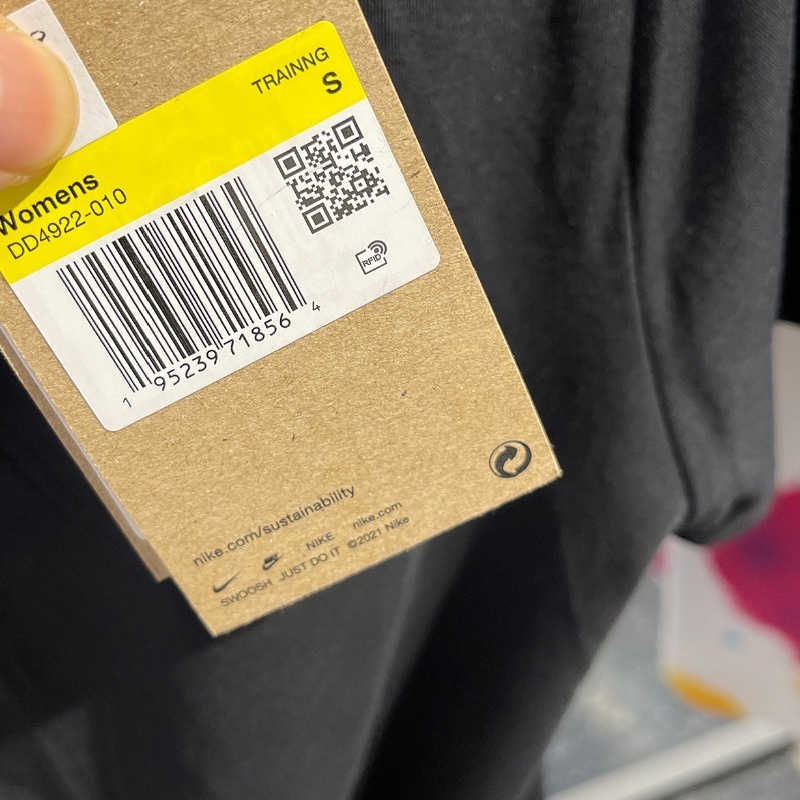 TRAINNG
S
Womens
DD4922-010
RFID
1 95239 71856 4
nike.com/sustainability
NIKE nike.com
SWOOSH JUST DO IT ©2021 Nike